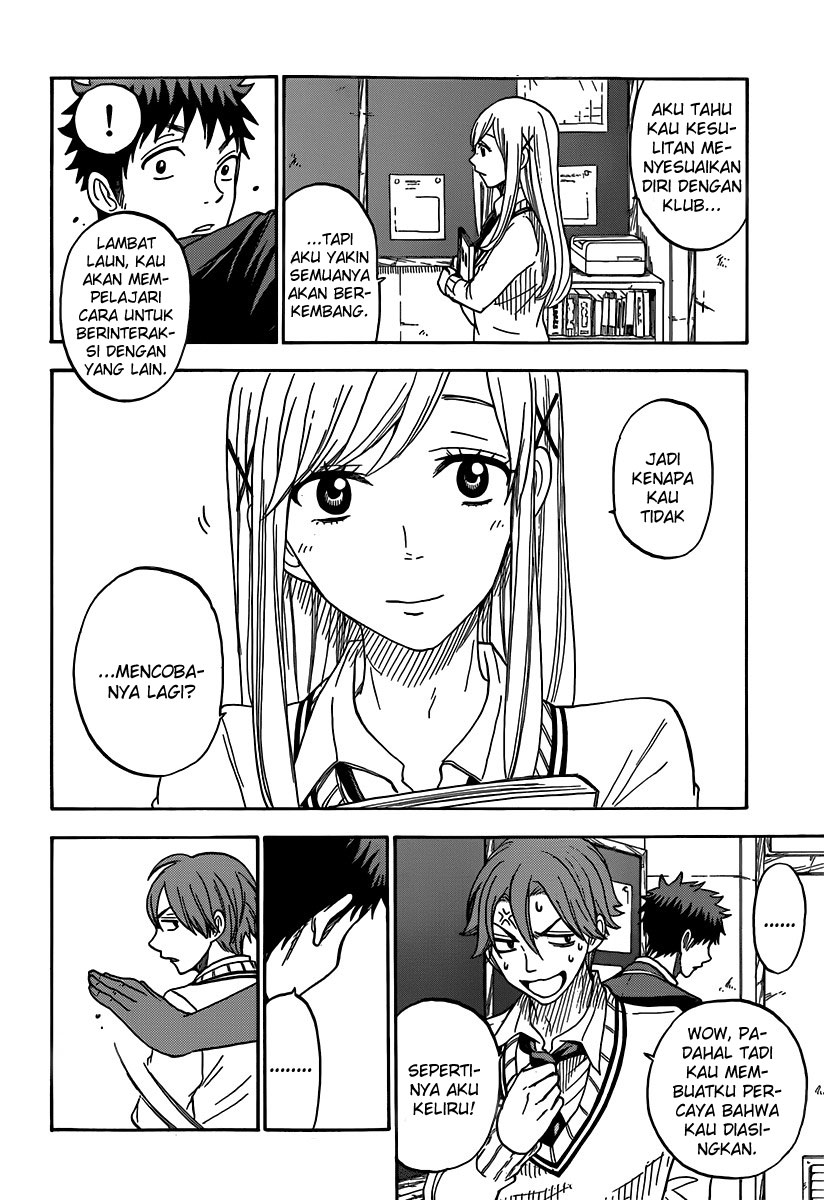 AKU TAHU
KAU KESU-
LITAN ME-
NYESUAIKAN
DIRI DENGAN
KLUB...
...TAPI
AKU YAKIN
SEMUANYA
AKAN BER-
KEMBANG.
!
LAMBAT
LAUN, KAU
AKAN MEM-
PELAJARI
CARA UNTUK
BERINTERAK-
SI DENGAN
YANG LAIN.
JADI
KENAPA
KAU
TIDAK
...MENCOBA-
NYA LAGI?
.......
WOW, PA-
DAHAL TADI
KAU MEM-
BUATKU PER-
CAYA BAHWA
KAU DIASI-
NGKAN.
SEPERTI-
NYA AKU
KELIRU!
.........